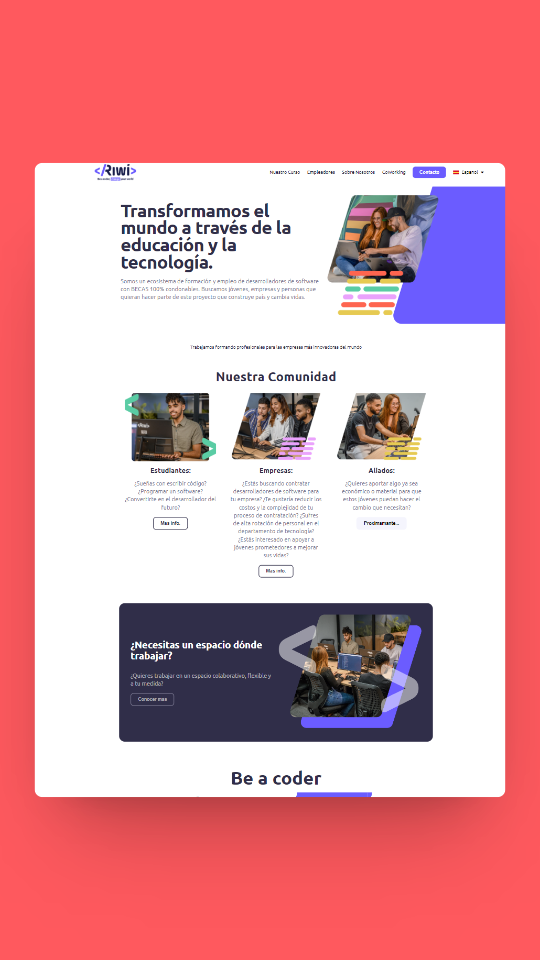 </RIWI>
Nuestro Curso Empleadores Sobre Nosotros Coworking Contacto Español
Transformamos el
mundo a través de la
educación y la
tecnología.
Somos un ecosistema de formación y empleo de desarrolladores de software
con BECAS 100% condonables. Buscamos jóvenes, empresas y personas que
quieran hacer parte de este proyecto que construye país y cambia vidas.
Trabajamos formando profesionales para las empresas más innovadoras del mundo
Nuestra Comunidad
Estudiantes:
¿Sueñas con escribir código?
¿Programar un software?
¿Convertirte en el desarrollador del
futuro?
Mas info.
Empresas:
¿Estás buscando contratar
desarrolladores de software para
tu empresa? ¿Te gustaría reducir los
costos y la complejidad de tu
proceso de contratación? ¿Sufres
de alta rotación de personal en el
departamento de tecnología?
¿Estás interesado en apoyar a
jóvenes prometedores a mejorar
sus vidas?
Mas info.
Aliados:
¿Quieres aportar algo ya sea
económico o material para que
estos jóvenes puedan hacer el
cambio que necesitan?
Proximamante...
¿Necesitas un espacio dónde
trabajar?
¿Quieres trabajar en un espacio colaborativo, flexible y
a tu medida?
Conocer mas
Be a coder